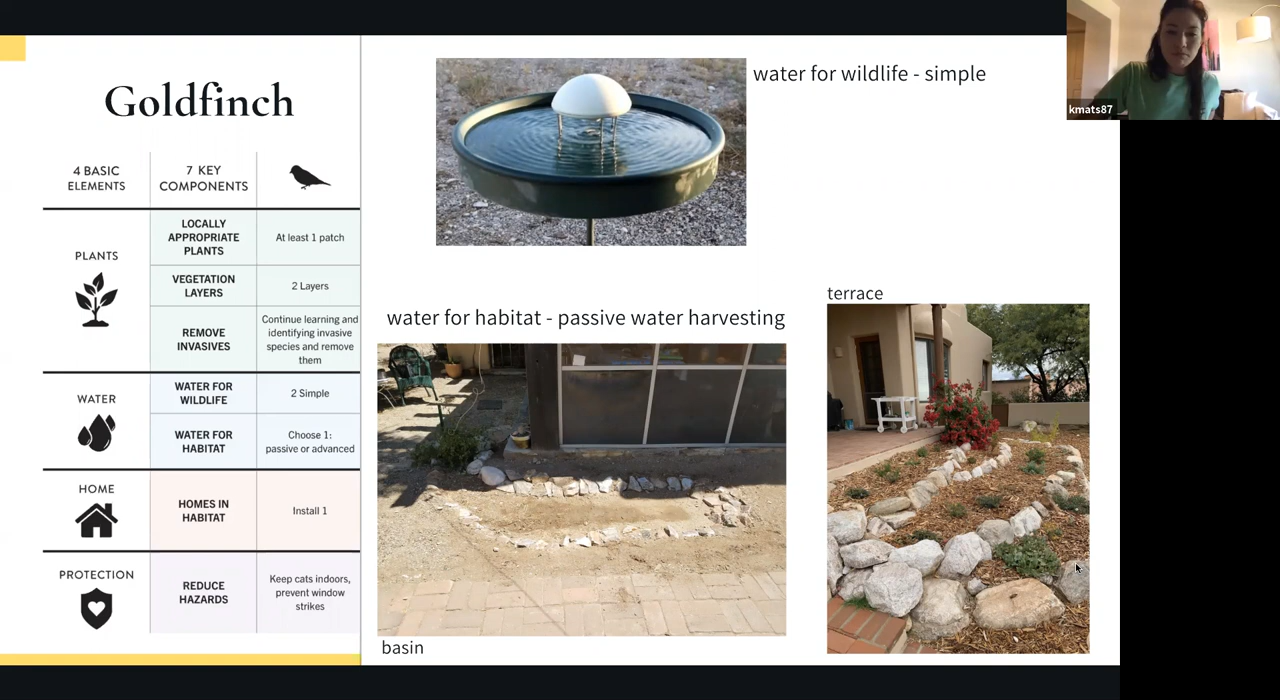 Goldfinch
4 BASIC
ELEMENTS
7 KEY
COMPONENTS
PLANTS
LOCALLY
APPROPRIATE
PLANTS
At least 1 patch
VEGETATION
LAYERS
2 Layers
REMOVE
INVASIVES
Continue learning and
identifying invasive
species and remove
them
WATER
WATER FOR
WILDLIFE
2 Simple
WATER FOR
HABITAT
Choose 1:
passive or advanced
HOME
HOMES IN
HABITAT
Install 1
PROTECTION
REDUCE
HAZARDS
Keep cats indoors,
prevent window
strikes
water for wildlife - simple
water for habitat - passive water harvesting
basin
terrace
kmats87